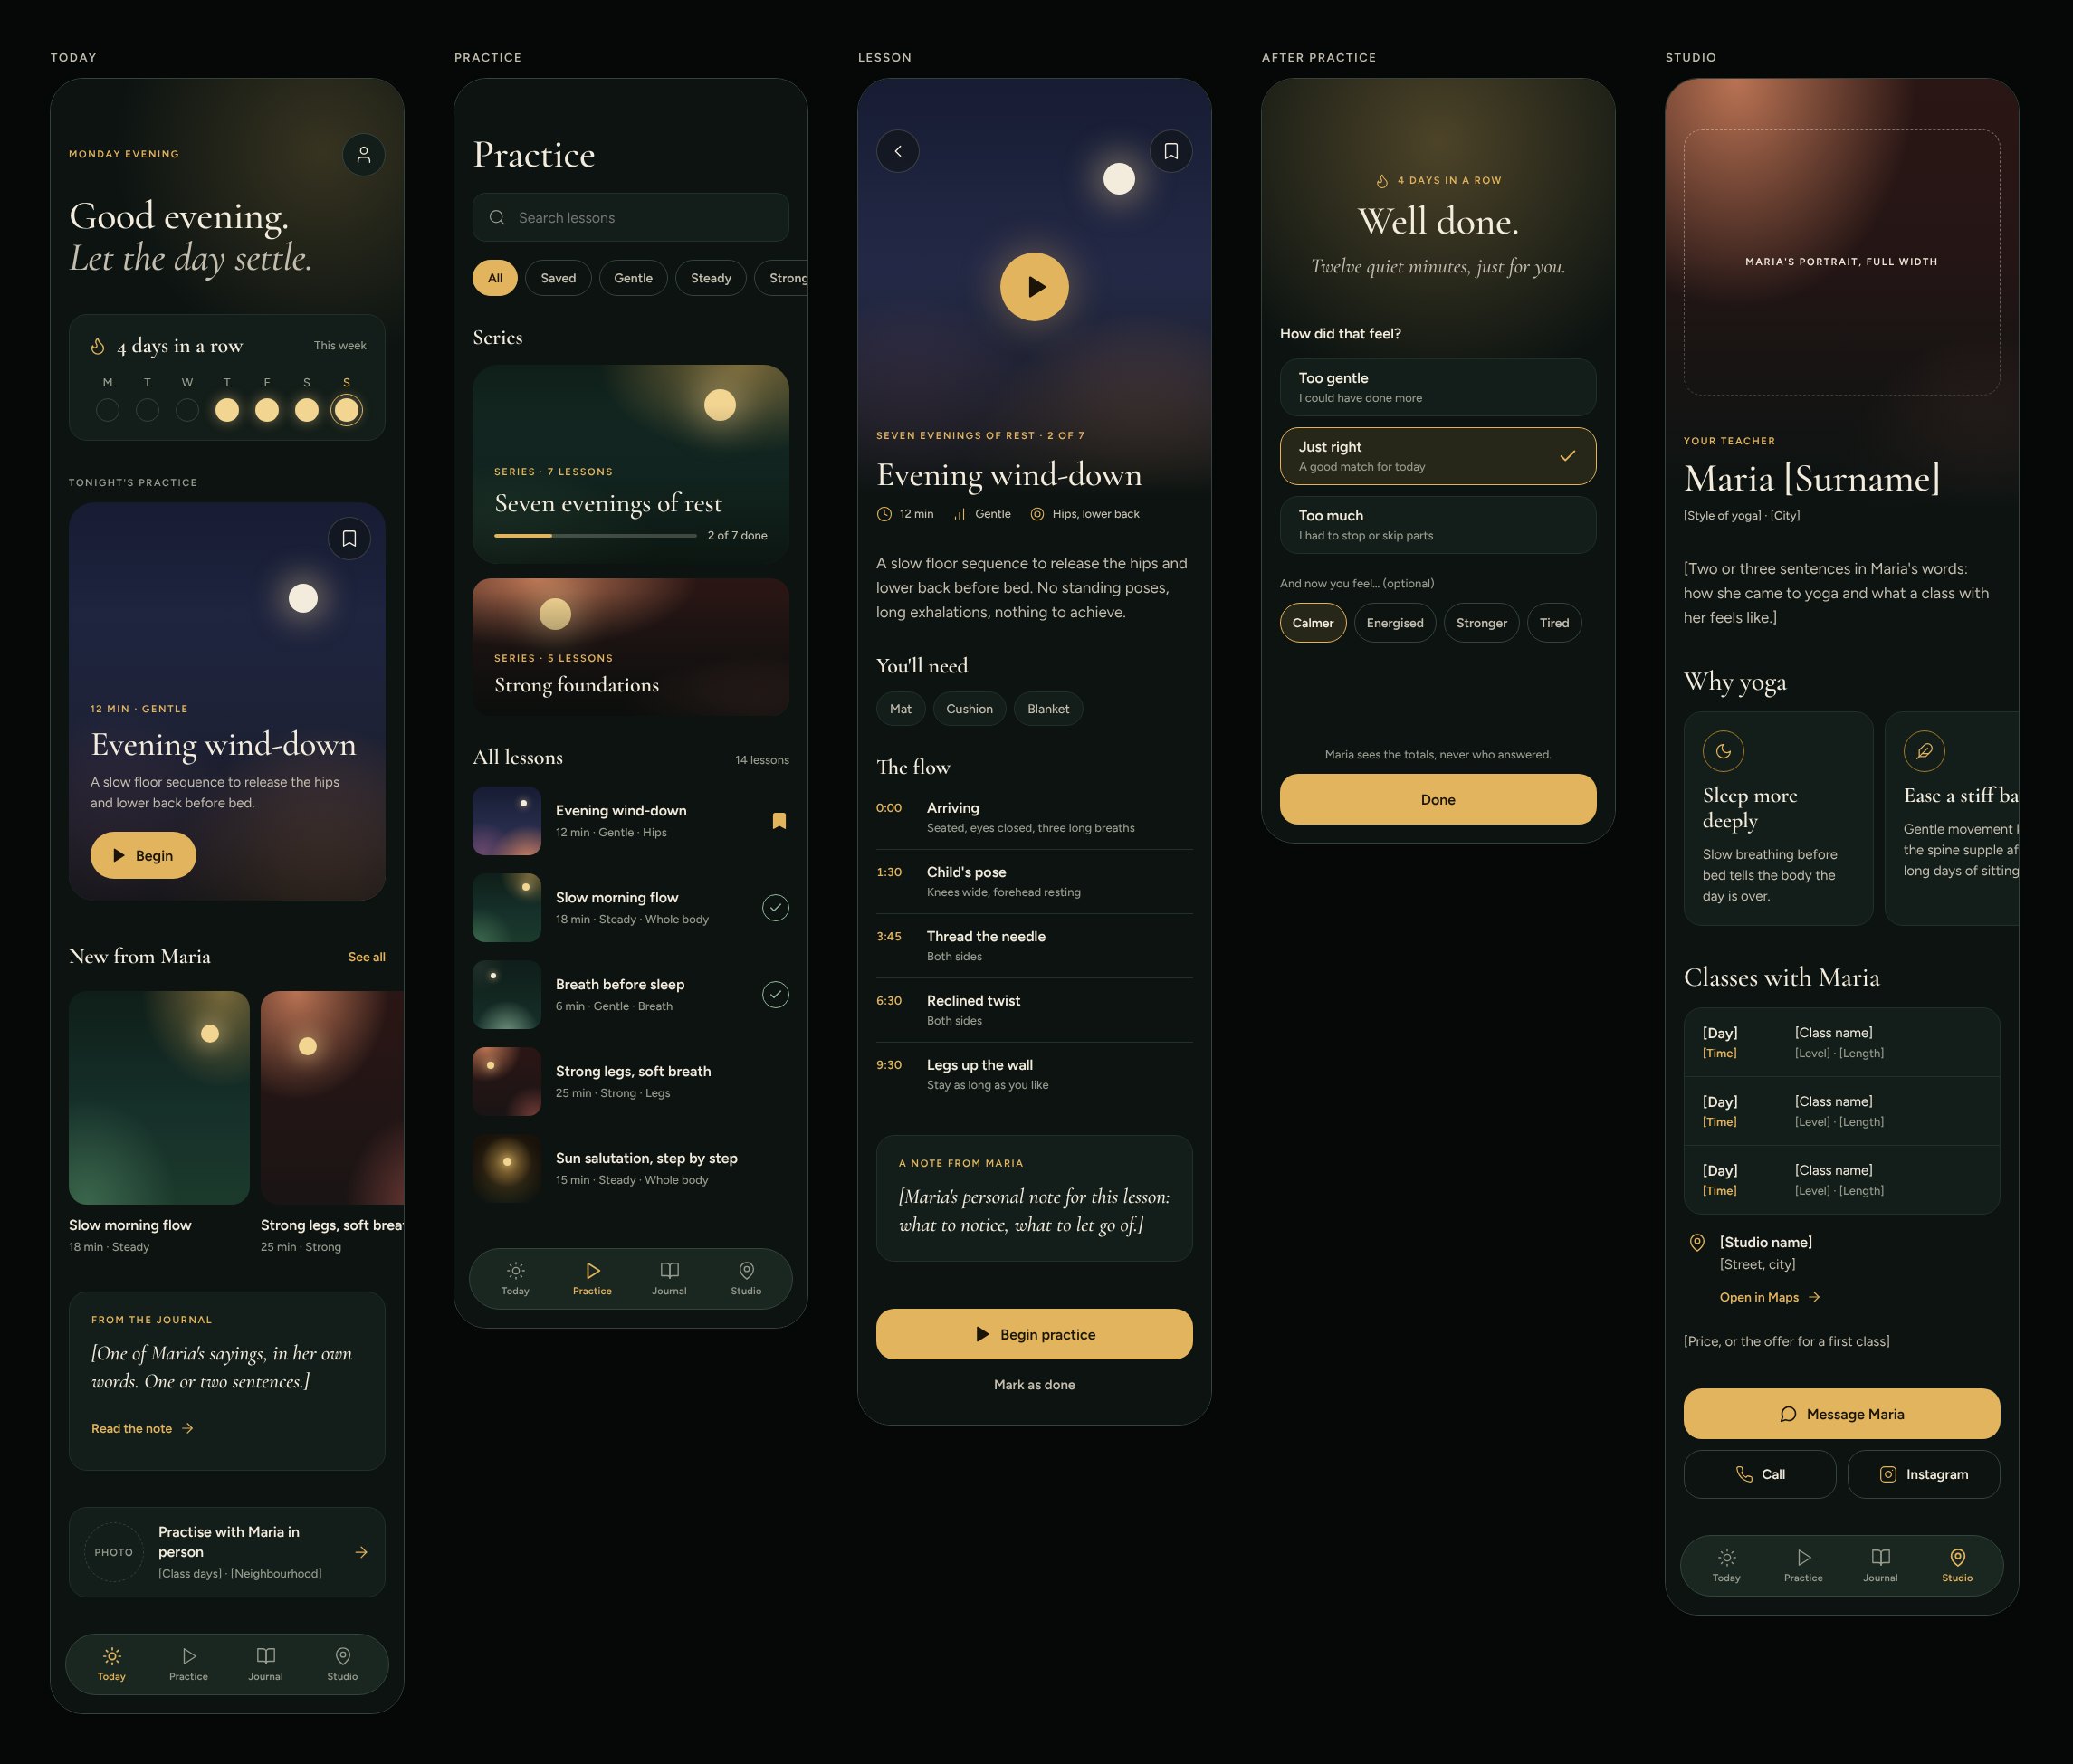 TODAY
MONDAY EVENING
Good evening.
Let the day settle.
4 days in a row
This week
M T W T F S S
TONIGHT'S PRACTICE
12 MIN · GENTLE
Evening wind-down
A slow floor sequence to release the hips
and lower back before bed.
Begin
New from Maria
See all
Slow morning flow
18 min · Steady
Strong legs, soft breat
25 min · Strong
FROM THE JOURNAL
[One of Maria's sayings, in her own
words. One or two sentences.]
Read the note
PHOTO
Practise with Maria in
person
[Class days] · [Neighbourhood]
Today
Practice
Journal
Studio
PRACTICE
Practice
Search lessons
All
Saved
Gentle
Steady
Strong
Series
SERIES · 7 LESSONS
Seven evenings of rest
2 of 7 done
SERIES · 5 LESSONS
Strong foundations
All lessons
14 lessons
Evening wind-down
12 min · Gentle · Hips
Slow morning flow
18 min · Steady · Whole body
Breath before sleep
6 min · Gentle · Breath
Strong legs, soft breath
25 min · Strong · Legs
Sun salutation, step by step
15 min · Steady · Whole body
Today
Practice
Journal
Studio
LESSON
SEVEN EVENINGS OF REST · 2 OF 7
Evening wind-down
12 min
Gentle
Hips, lower back
A slow floor sequence to release the hips and
lower back before bed. No standing poses,
long exhalations, nothing to achieve.
You'll need
Mat
Cushion
Blanket
The flow
0:00
Arriving
Seated, eyes closed, three long breaths
1:30
Child's pose
Knees wide, forehead resting
3:45
Thread the needle
Both sides
6:30
Reclined twist
Both sides
9:30
Legs up the wall
Stay as long as you like
A NOTE FROM MARIA
[Maria's personal note for this lesson:
what to notice, what to let go of.]
Begin practice
Mark as done
AFTER PRACTICE
4 DAYS IN A ROW
Well done.
Twelve quiet minutes, just for you.
How did that feel?
Too gentle
I could have done more
Just right
A good match for today
Too much
I had to stop or skip parts
And now you feel... (optional)
Calmer
Energised
Stronger
Tired
Maria sees the totals, never who answered.
Done
STUDIO
MARIA'S PORTRAIT, FULL WIDTH
YOUR TEACHER
Maria [Surname]
[Style of yoga] · [City]
[Two or three sentences in Maria's words:
how she came to yoga and what a class with
her feels like.]
Why yoga
Sleep more
deeply
Slow breathing before
bed tells the body the
day is over.
Ease a stiff ba
Gentle movement
the spine supple af
long days of sitting
Classes with Maria
[Day]
[Time]
[Class name]
[Level] · [Length]
[Day]
[Time]
[Class name]
[Level] · [Length]
[Day]
[Time]
[Class name]
[Level] · [Length]
[Studio name]
[Street, city]
Open in Maps
[Price, or the offer for a first class]
Message Maria
Call
Instagram
Today
Practice
Journal
Studio